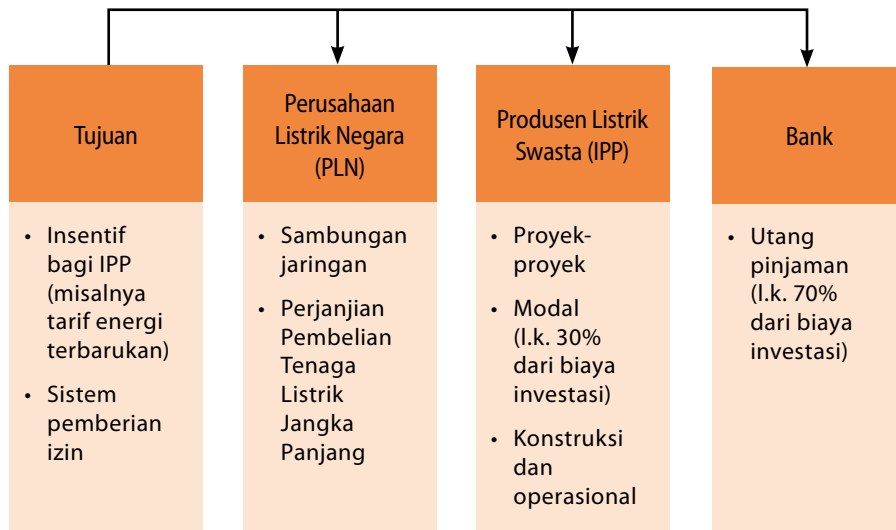 Tujuan
• Insentif
bagi IPP
(misalnya
tarif energi
terbarukan)
• Sistem
pemberian
izin
Perusahaan
Listrik Negara
(PLN)
• Sambungan
jaringan
• Perjanjian
Pembelian
Tenaga
Listrik
Jangka
Panjang
Produsen Listrik
Swasta (IPP)
• Proyek-
proyek
• Modal
(l.k. 30%
dari biaya
investasi)
• Konstruksi
dan
operasional
Bank
• Utang
pinjaman
(l.k. 70%
dari biaya
investasi)